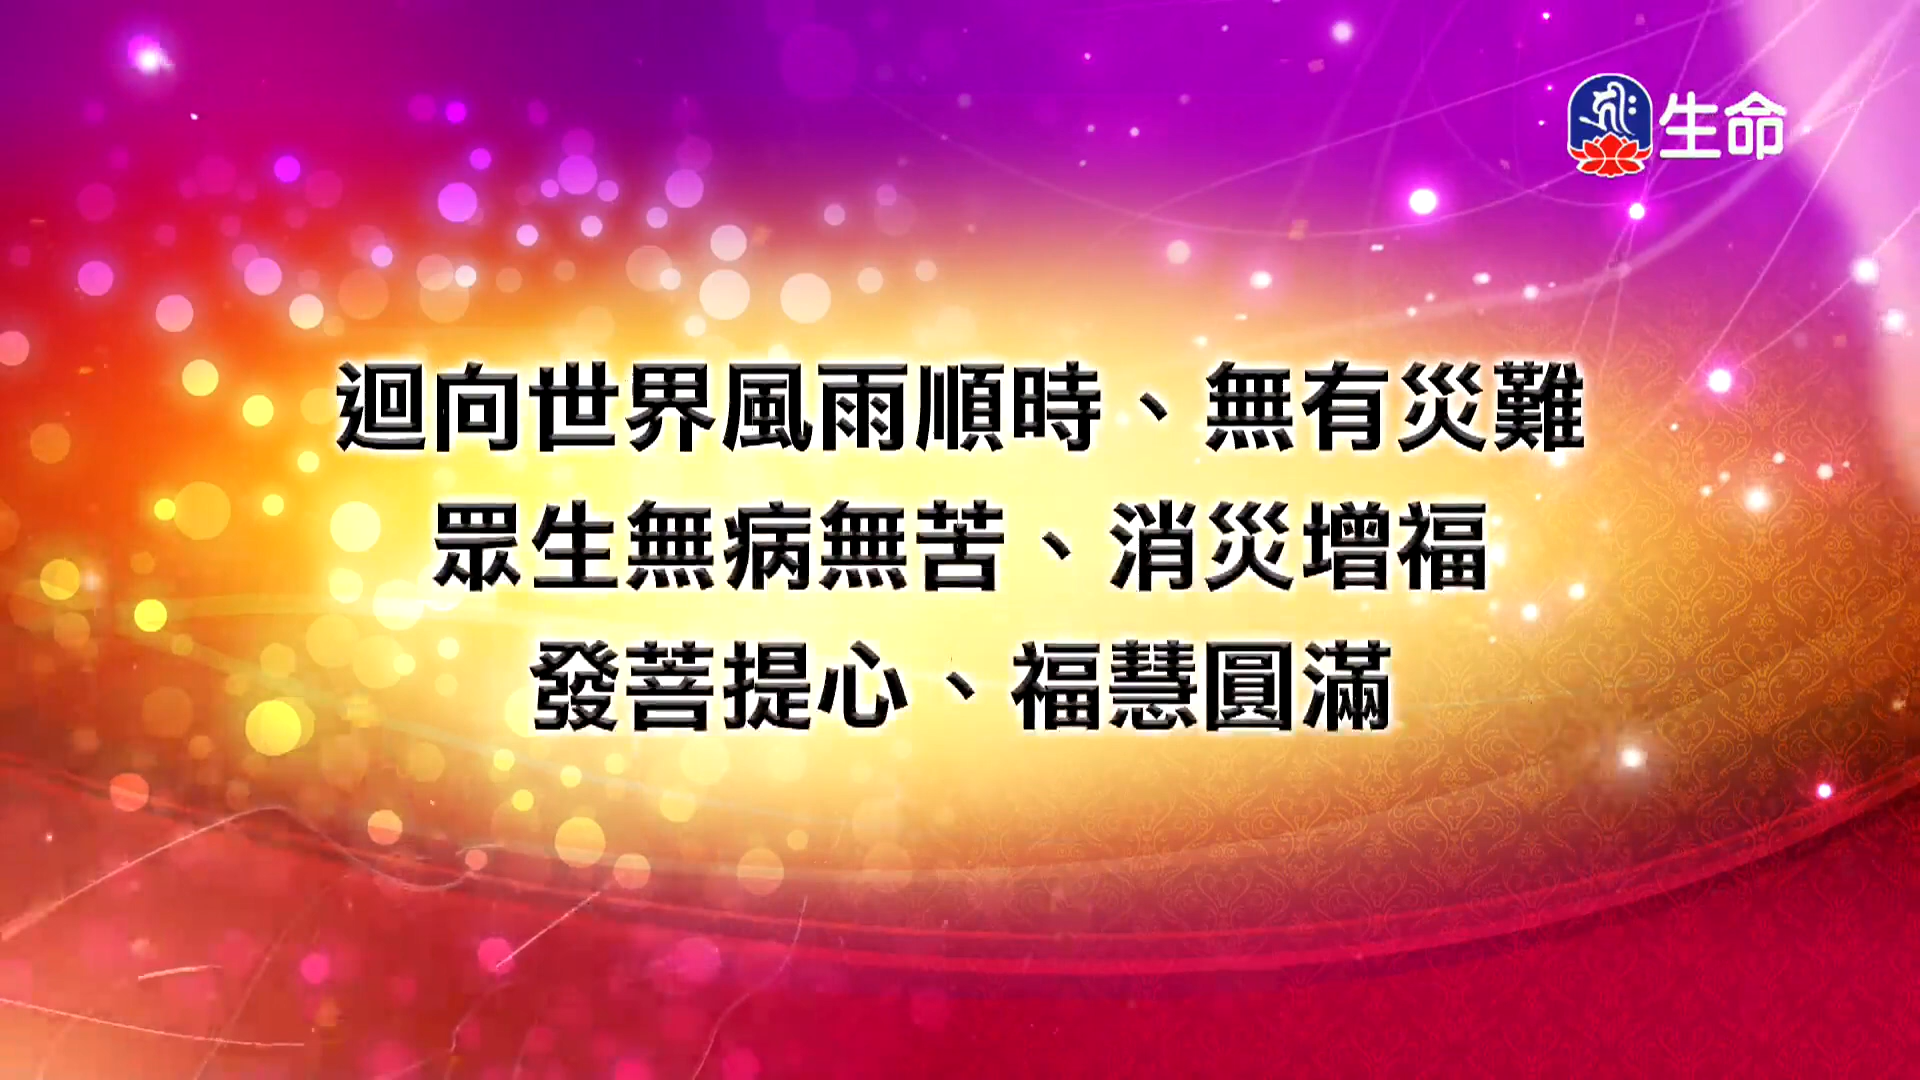 生命
迴向世界風雨順時、無有災難
眾生無病無苦、消災增福
發菩提心、福慧圓滿